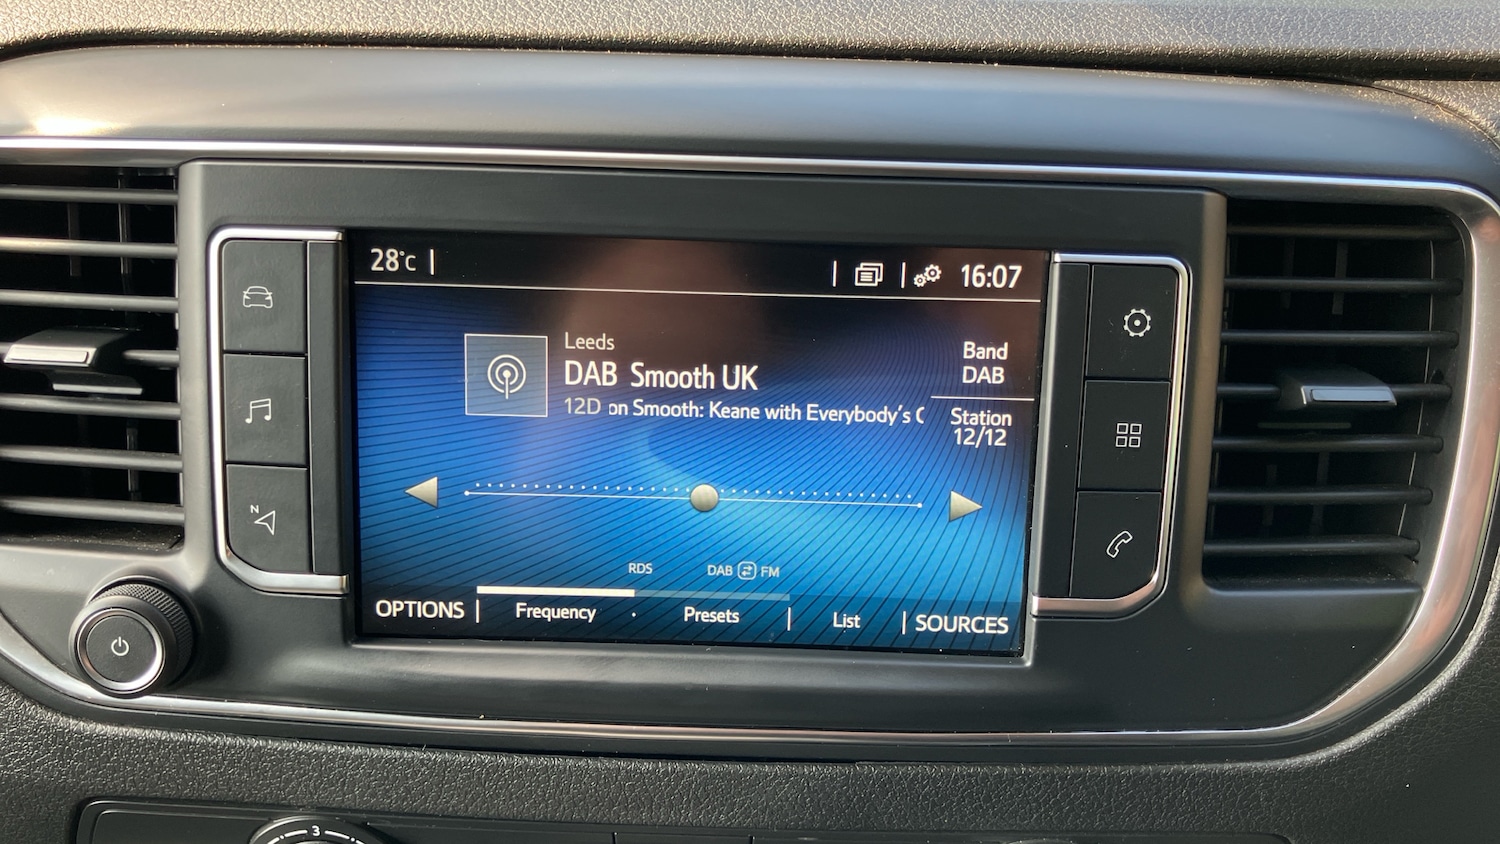 28°C
16:07
Leeds
DAB Smooth UK
12D on Smooth: Keane with Everybody's C
Band
DAB
Station
12/12
N
RDS
DAB FM
OPTIONS
Frequency
Presets
List
SOURCES
3